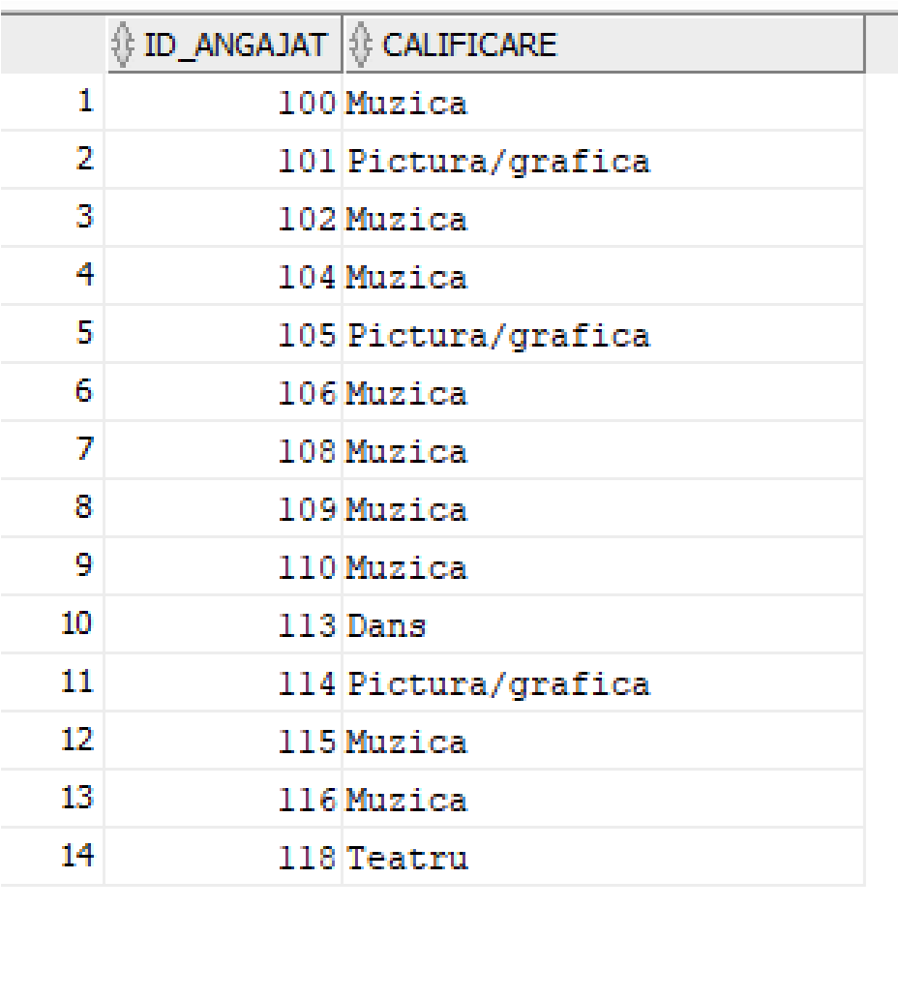 ID_ANGAJAT CALIFICARE
1 100 Muzica
2 101 Pictura/grafica
3 102 Muzica
4 104 Muzica
5 105 Pictura/grafica
6 106 Muzica
7 108 Muzica
8 109 Muzica
9 110 Muzica
10 113 Dans
11 114 Pictura/grafica
12 115 Muzica
13 116 Muzica
14 118 Teatru